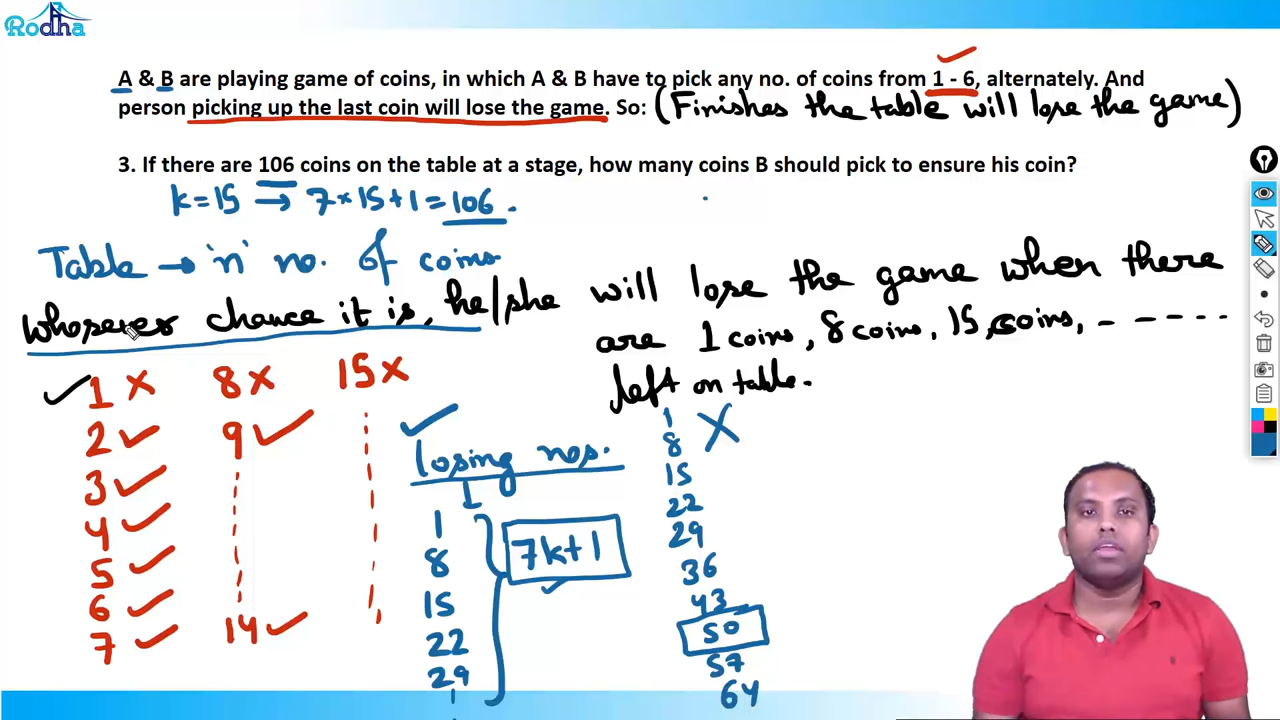 Rodha
A & B are playing game of coins, in which A & B have to pick any no. of coins from 1 - 6, alternately. And
person picking up the last coin will lose the game. So: (Finishes the table will lose the game)
3. If there are 106 coins on the table at a stage, how many coins B should pick to ensure his coin?
k=15 → 7×15+1=106.
Table → 'n' no. of coins
whosever chance it is, he/she will lose the game when there
are 1 coins, 8 coins, 15 coins, - - - - - -
left on table.
1 x 8 x 15 x
2 ✓ 9 ✓
3 ✓
4 ✓
5 ✓
6 ✓
7 ✓ 14 ✓
losing nos.
1
8
15
22
29
7k+1
1
8
15
22
29
36
43
50
57
64